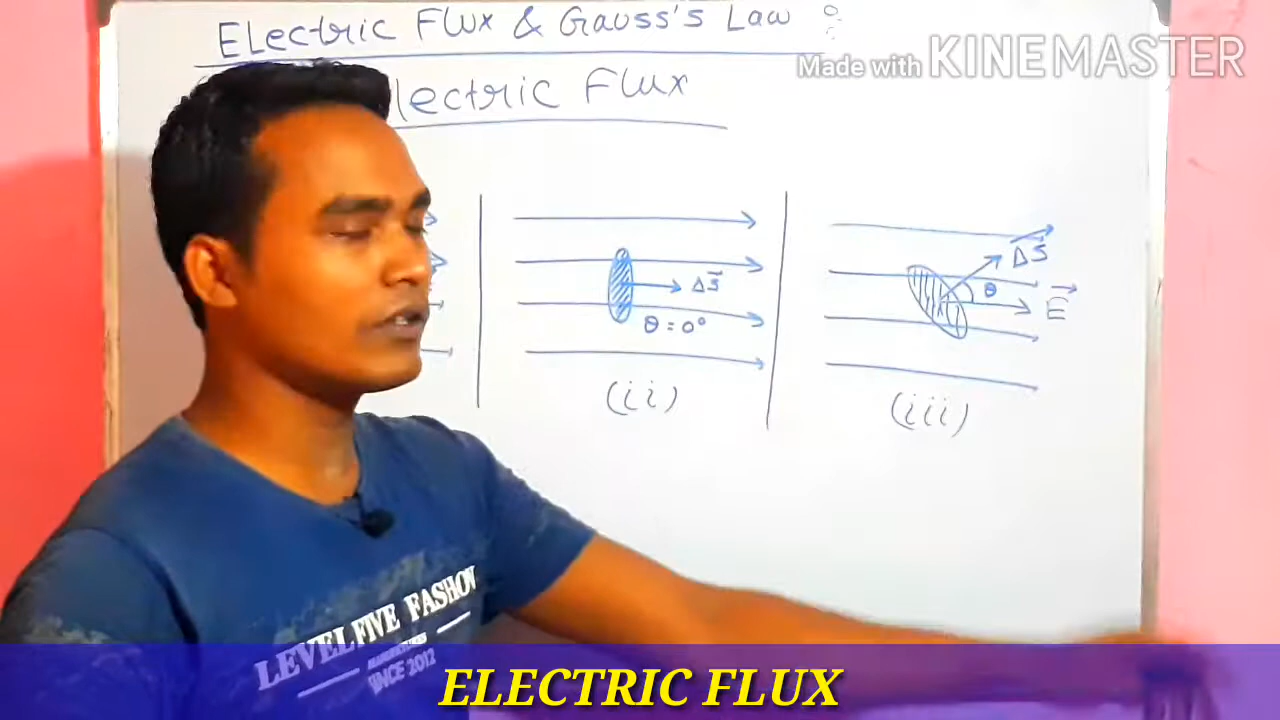 Electric Flux & Gauss's Law :
Made with KINEMASTER
lectric Flux
ΔS⃗
θ = 0°
(ii)
ΔS⃗
θ
E⃗
(iii)
LEVELFIVE FASHION
SINCE 2012
ELECTRIC FLUX